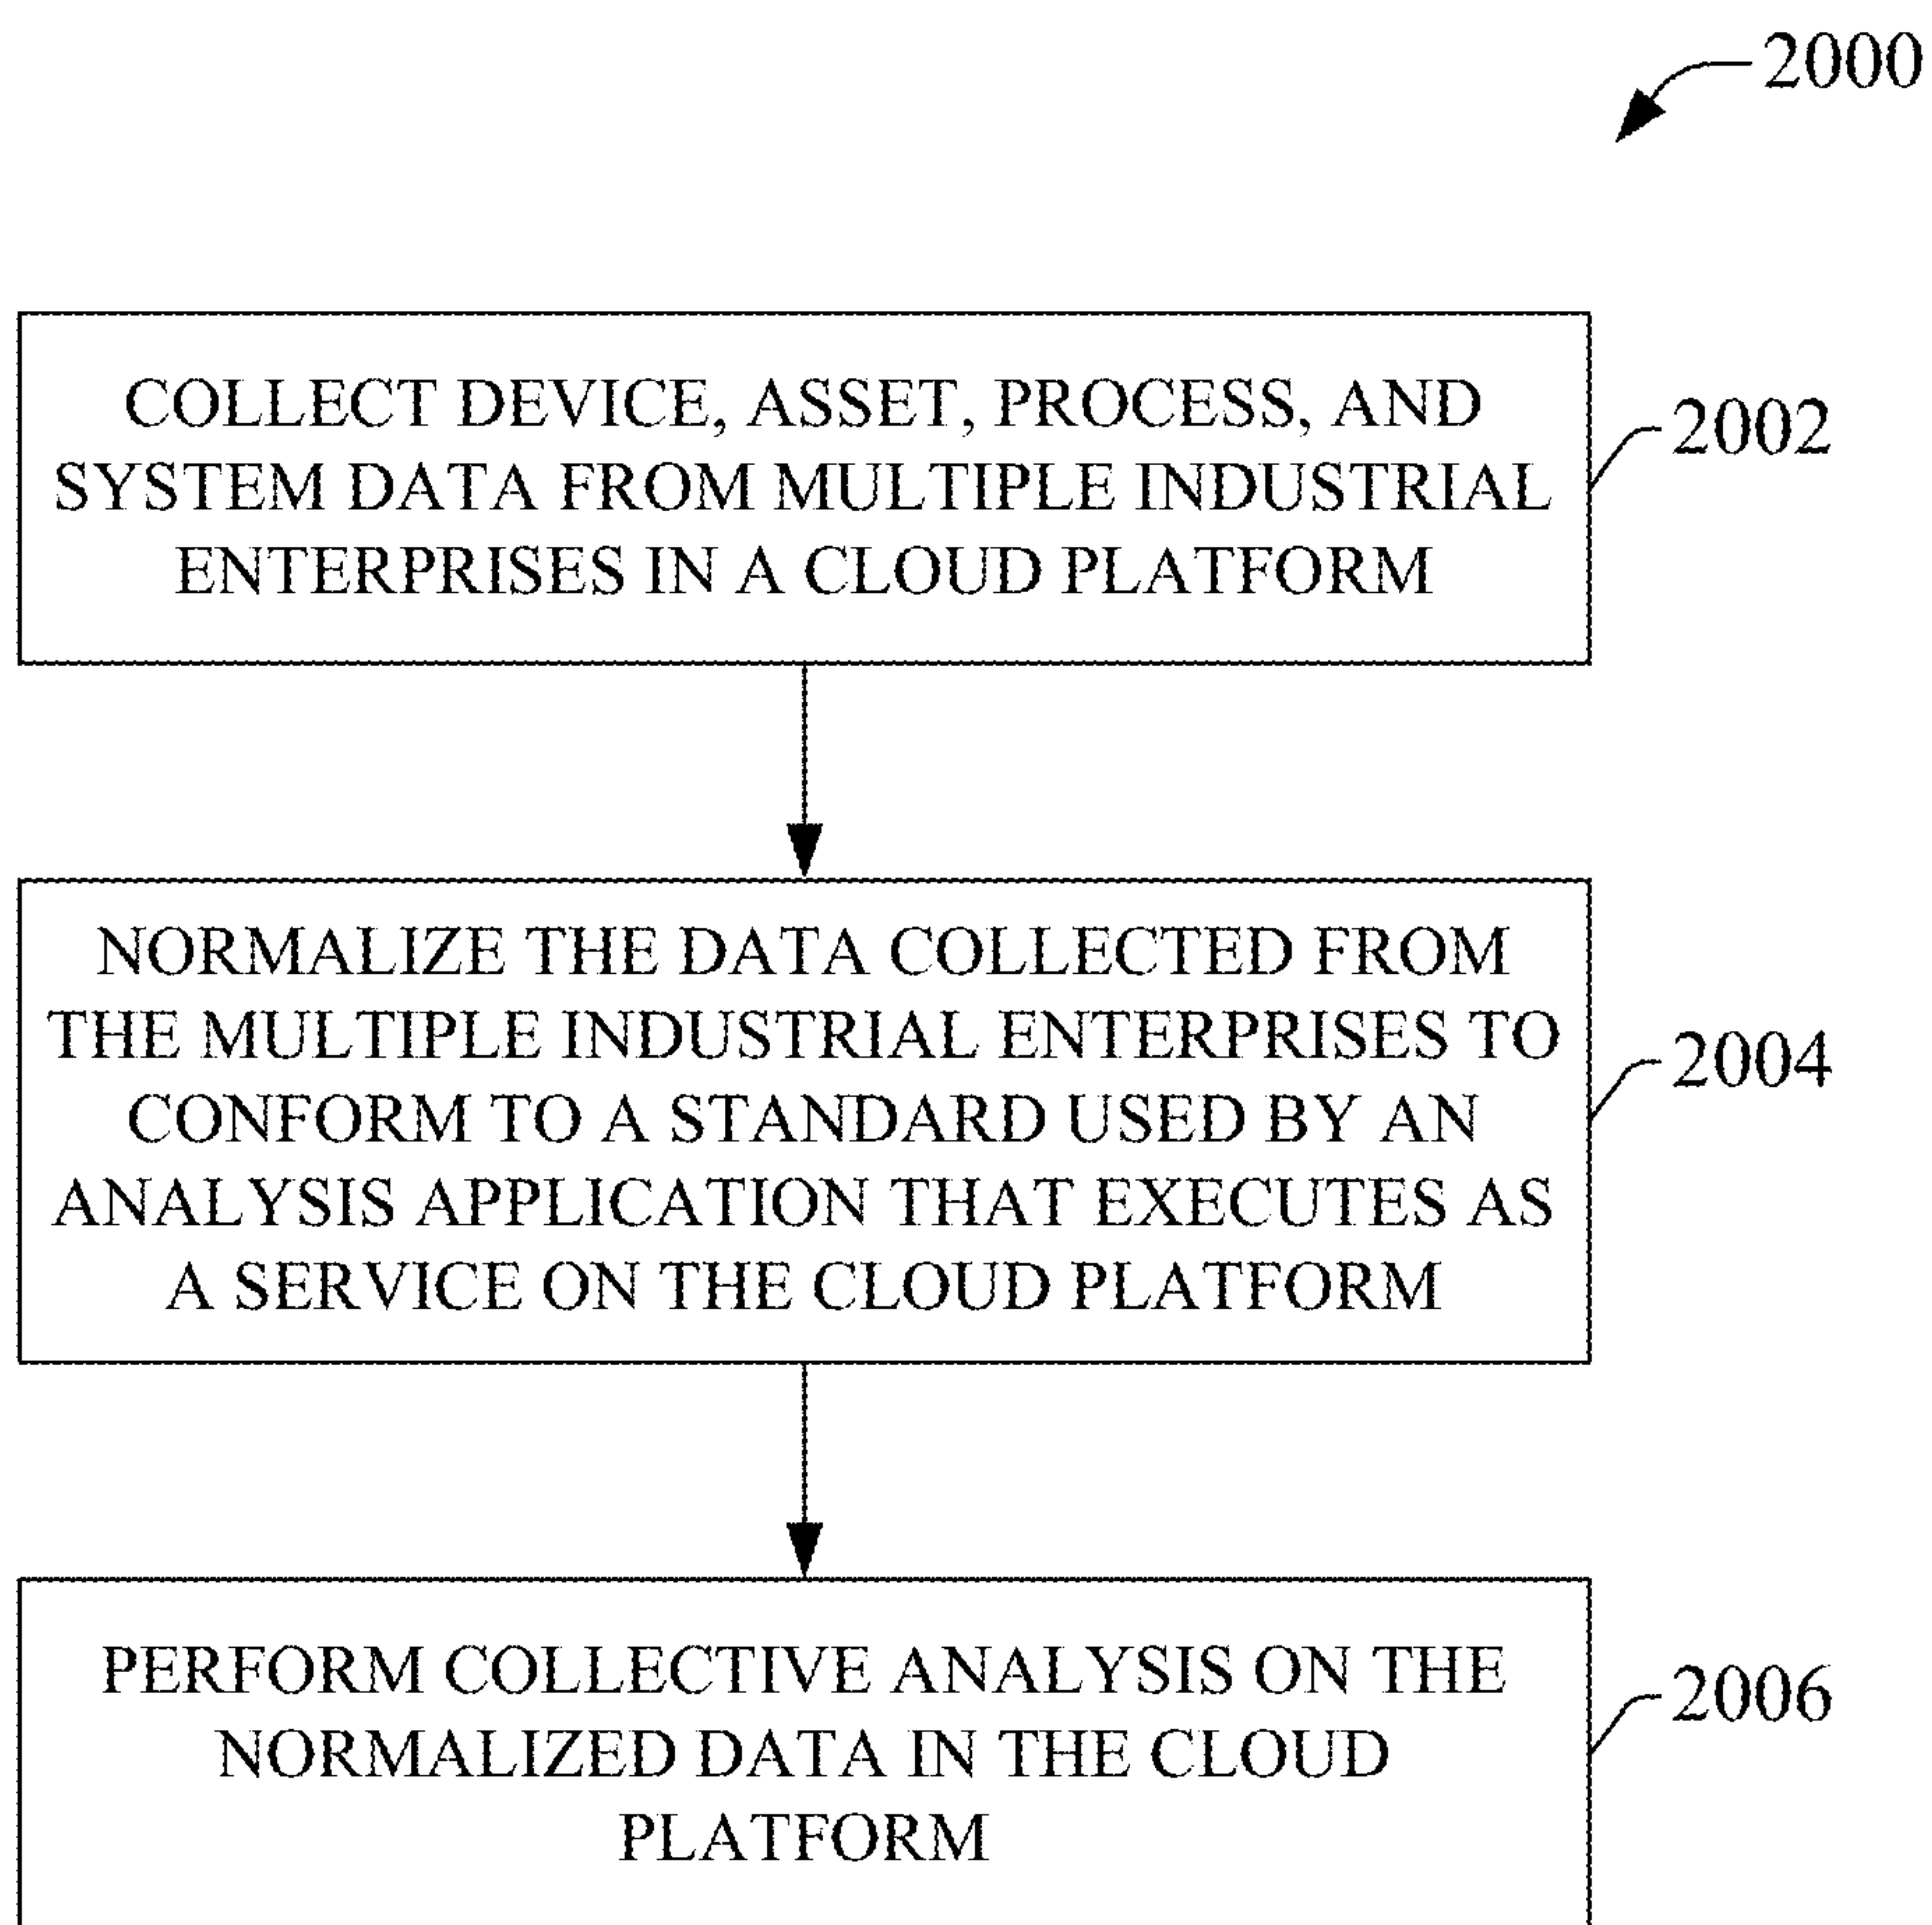 2000
COLLECT DEVICE, ASSET, PROCESS, AND
SYSTEM DATA FROM MULTIPLE INDUSTRIAL
ENTERPRISES IN A CLOUD PLATFORM
2002
NORMALIZE THE DATA COLLECTED FROM
THE MULTIPLE INDUSTRIAL ENTERPRISES TO
CONFORM TO A STANDARD USED BY AN
ANALYSIS APPLICATION THAT EXECUTES AS
A SERVICE ON THE CLOUD PLATFORM
2004
PERFORM COLLECTIVE ANALYSIS ON THE
NORMALIZED DATA IN THE CLOUD
PLATFORM
2006